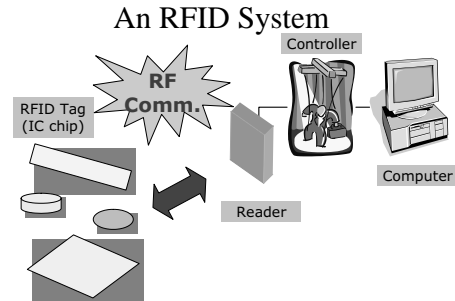 An RFID System
Controller
RF
Comm.
RFID Tag
(IC chip)
Computer
Reader